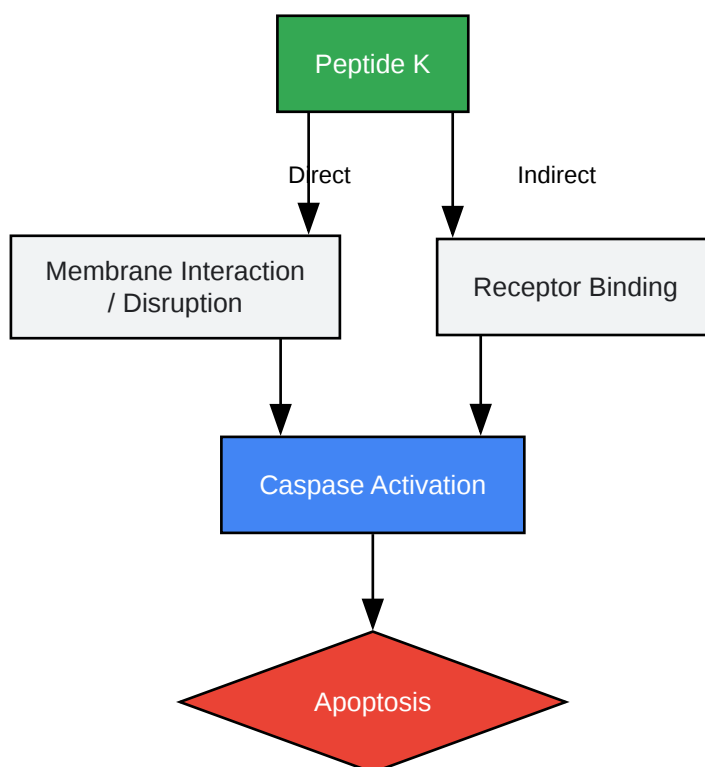 Peptide K
Direct
Indirect
Membrane Interaction
/ Disruption
Receptor Binding
Caspase Activation
Apoptosis